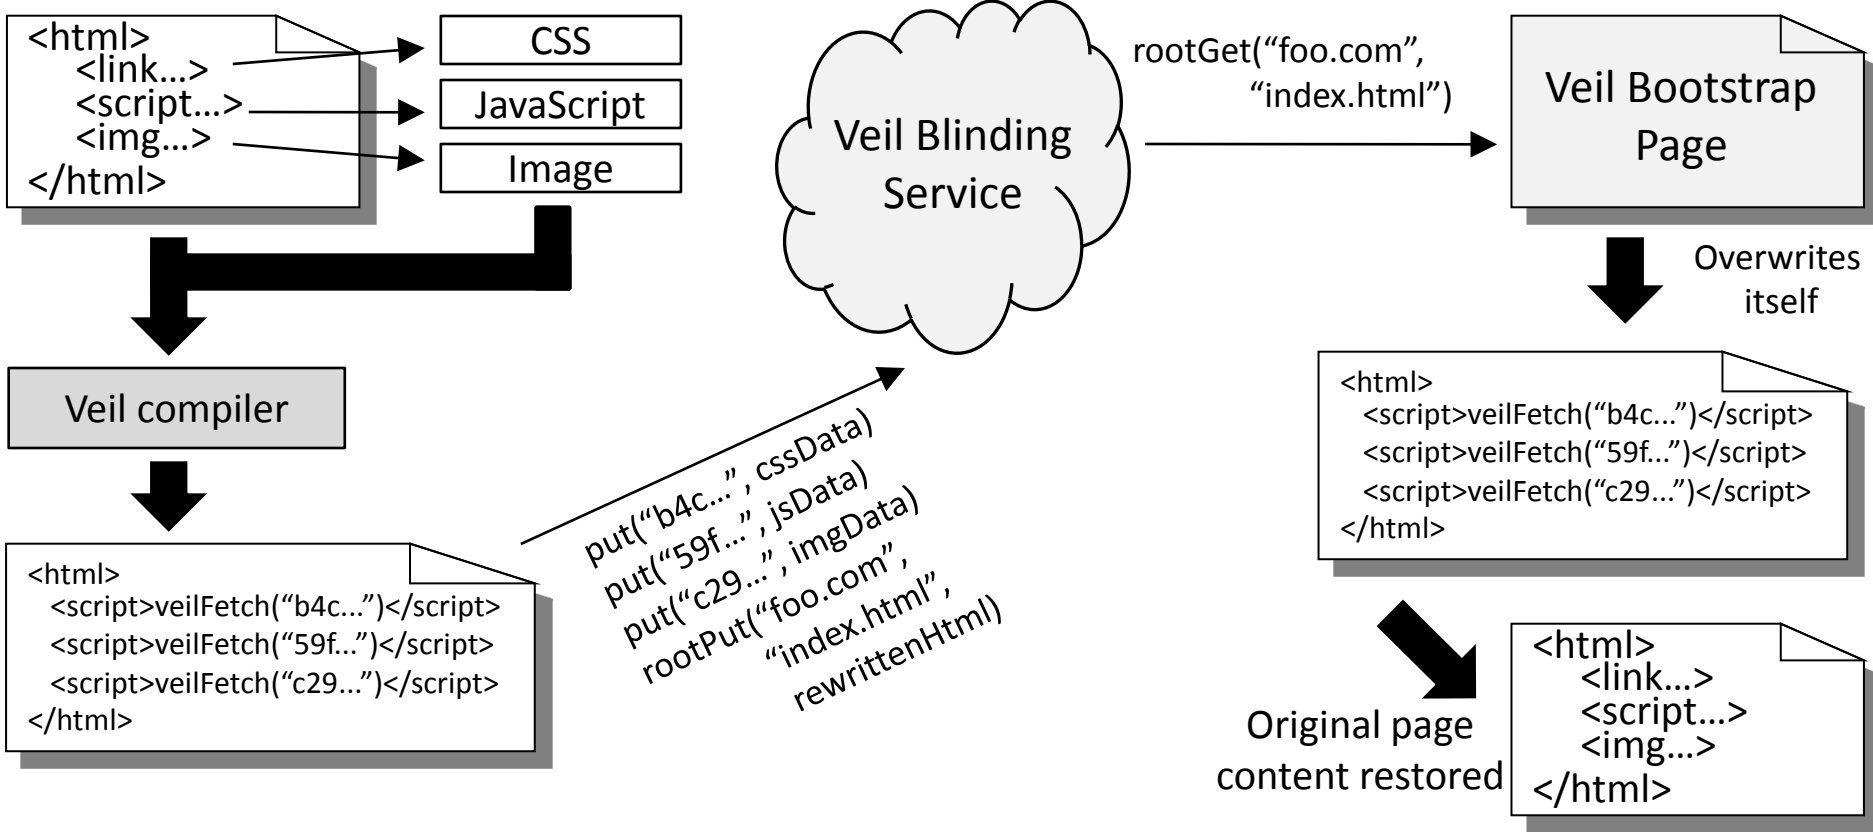 <html>
<link...>
<script...>
<img...>
</html>
CSS
JavaScript
Image
Veil compiler
<html>
<script>veilFetch(“b4c...”)</script>
<script>veilFetch(“59f...”)</script>
<script>veilFetch(“c29...”)</script>
</html>
put(“b4c...”, cssData)
put(“59f...”, jsData)
put(“c29...”, imgData)
rootPut(“foo.com”,
“index.html”,
rewrittenHtml)
Veil Blinding
Service
rootGet(“foo.com”,
“index.html”)
Veil Bootstrap
Page
Overwrites
itself
<html>
<script>veilFetch(“b4c...”)</script>
<script>veilFetch(“59f...”)</script>
<script>veilFetch(“c29...”)</script>
</html>
Original page
content restored
<html>
<link...>
<script...>
<img...>
</html>